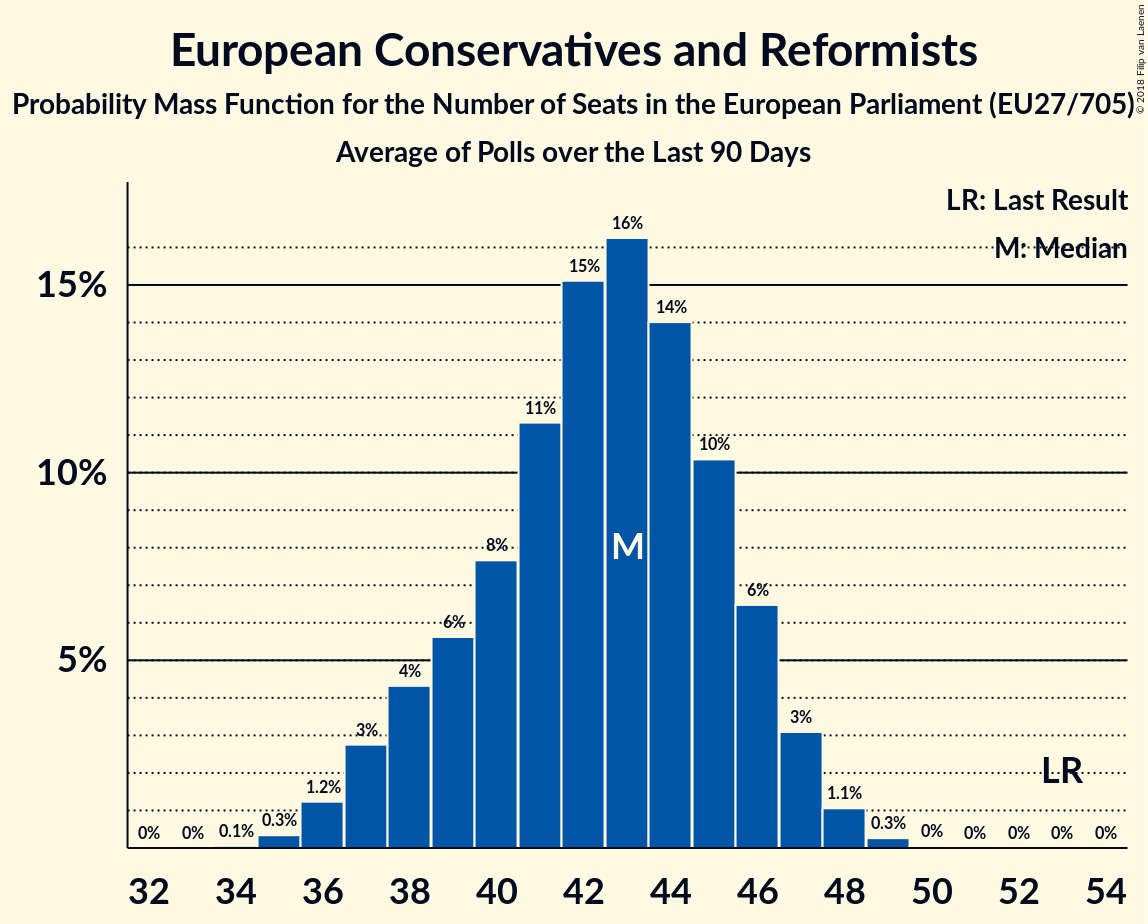 European Conservatives and Reformists
Probability Mass Function for the Number of Seats in the European Parliament (EU27/705)
Average of Polls over the Last 90 Days
© 2018 Filip van Laenen
LR: Last Result
M: Median
15%
10%
5%
0%
0%
0.1%
0.3%
1.2%
3%
4%
6%
8%
11%
15%
16%
14%
10%
6%
3%
1.1%
0.3%
0%
0%
0%
0%
0%
M
LR
32 34 36 38 40 42 44 46 48 50 52 54